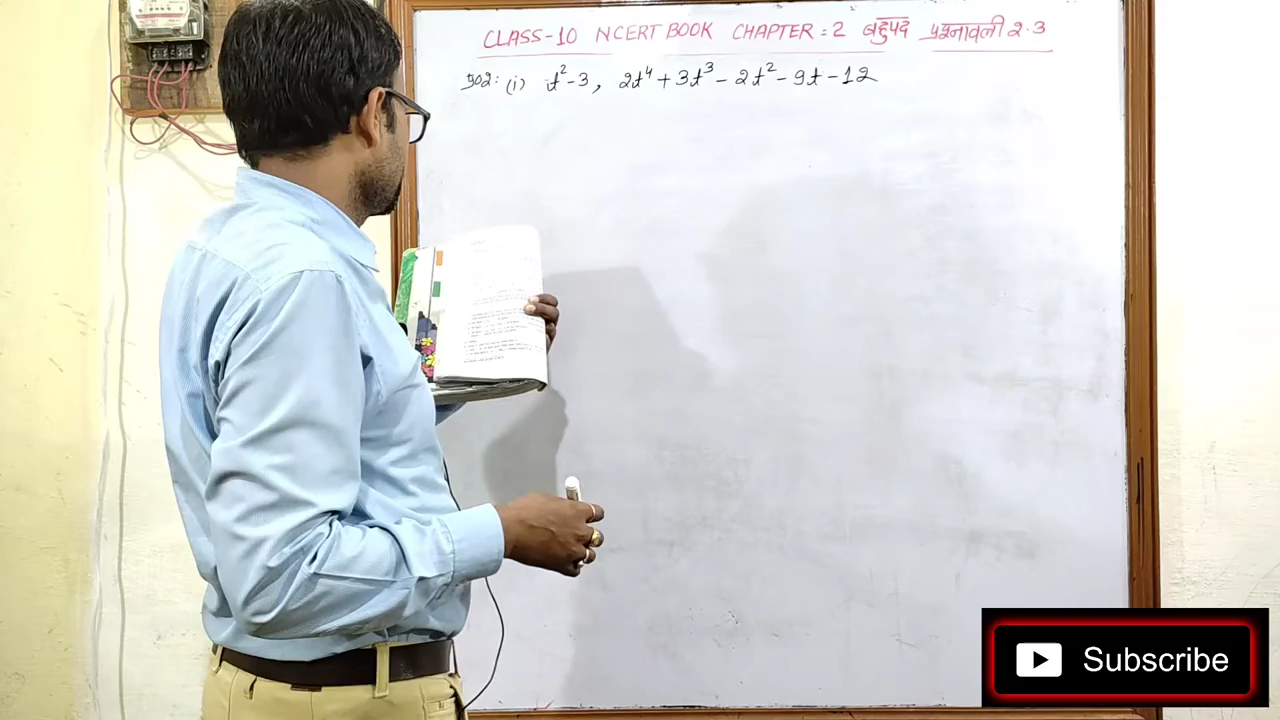 CLASS-10 NCERT BOOK CHAPTER = 2 बहुपद प्रश्नावली 2.3
प्र02: (i) t² - 3, 2t⁴ + 3t³ - 2t² - 9t - 12
Subscribe